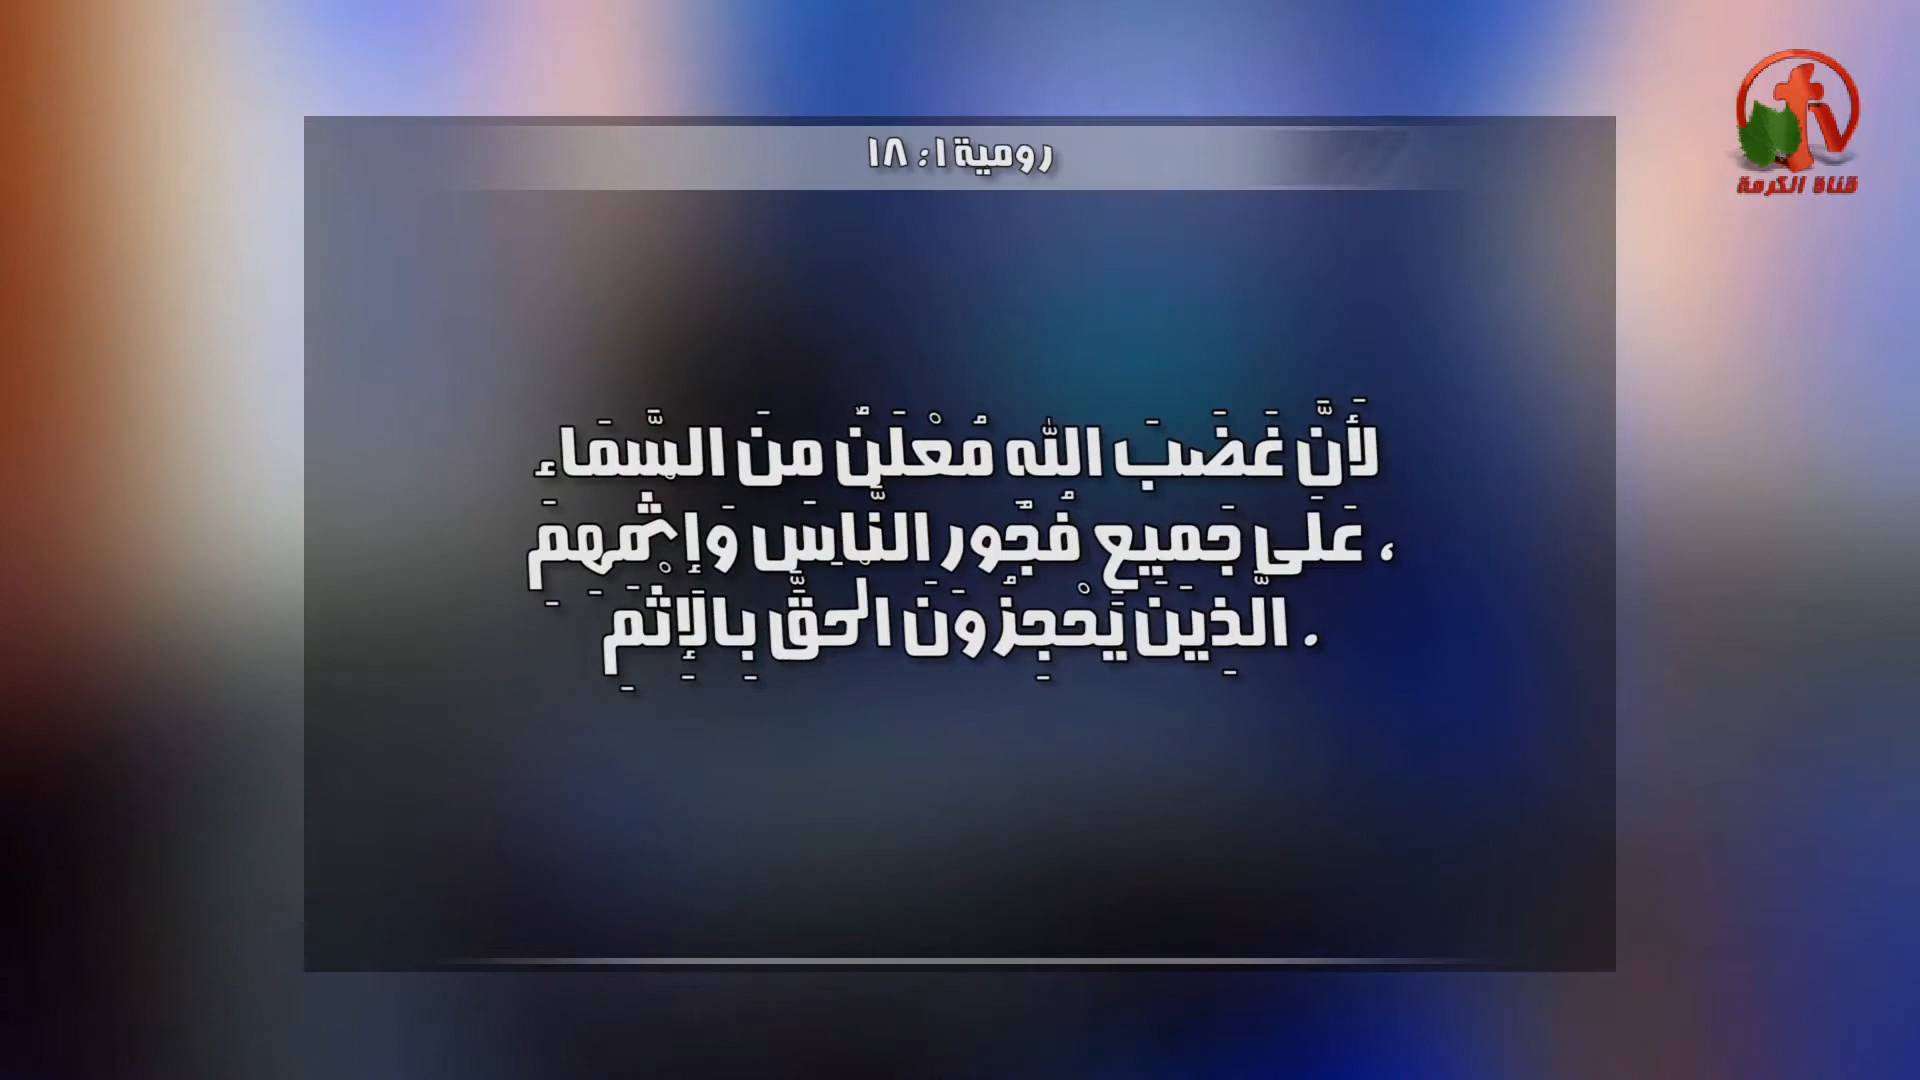 رومية ١ : ١٨
قناة الكرمة
لأَنَّ غَضَبَ اللهِ مُعْلَنٌ مِنَ السَّمَاءِ
، عَلَى جَمِيعِ فُجُورِ النَّاسِ وَإِثْمِهِمِ
. الَّذِينَ يَحْجِزُونَ الْحَقَّ بِالإِثْمِ